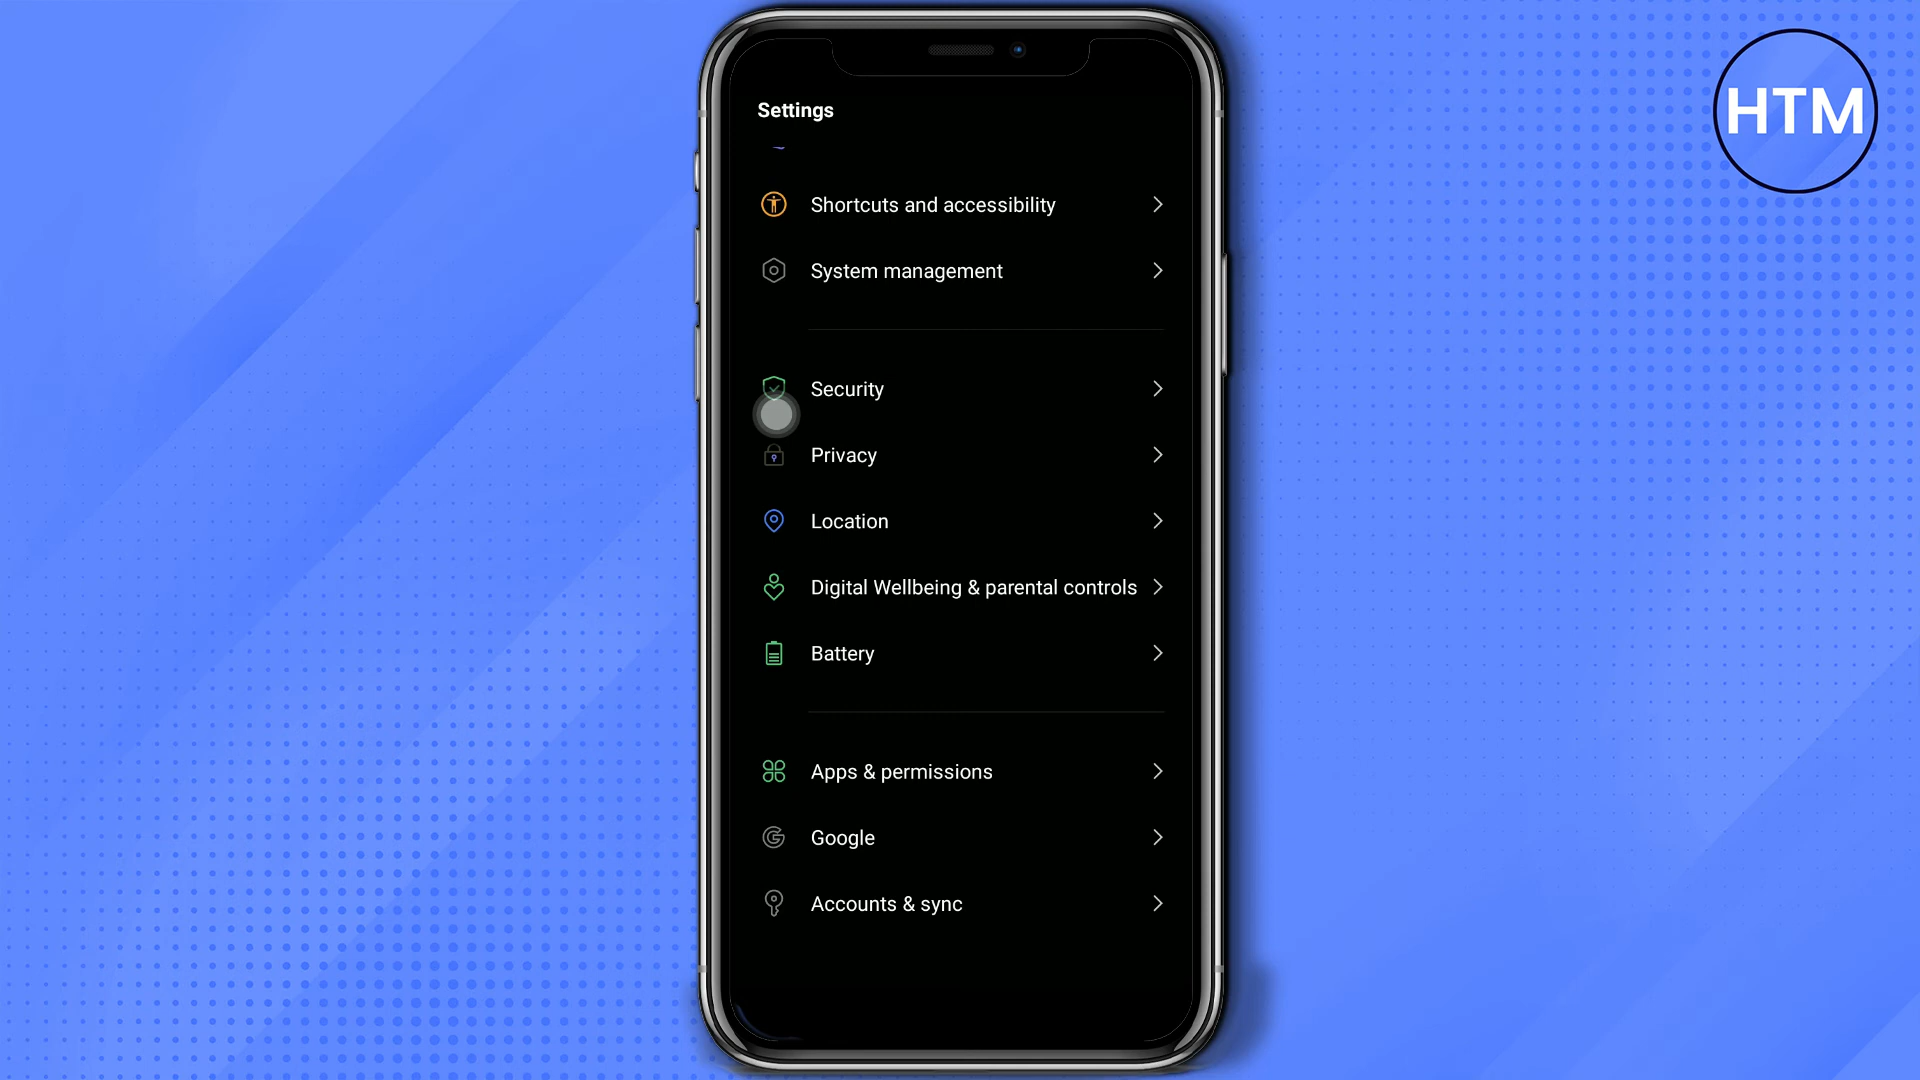 HTM
Settings
Shortcuts and accessibility
System management
Security
Privacy
Location
Digital Wellbeing & parental controls
Battery
Apps & permissions
Google
Accounts & sync